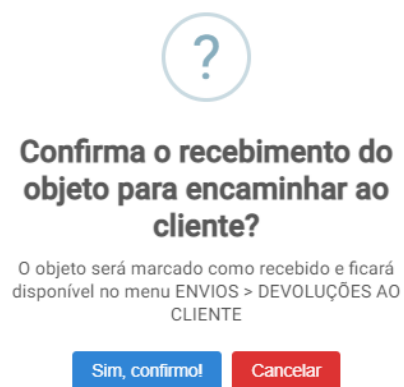 ?
Confirma o recebimento do
objeto para encaminhar ao
cliente?
O objeto será marcado como recebido e ficará
disponível no menu ENVIOS > DEVOLUÇÕES AO
CLIENTE
Sim, confirmo! Cancelar